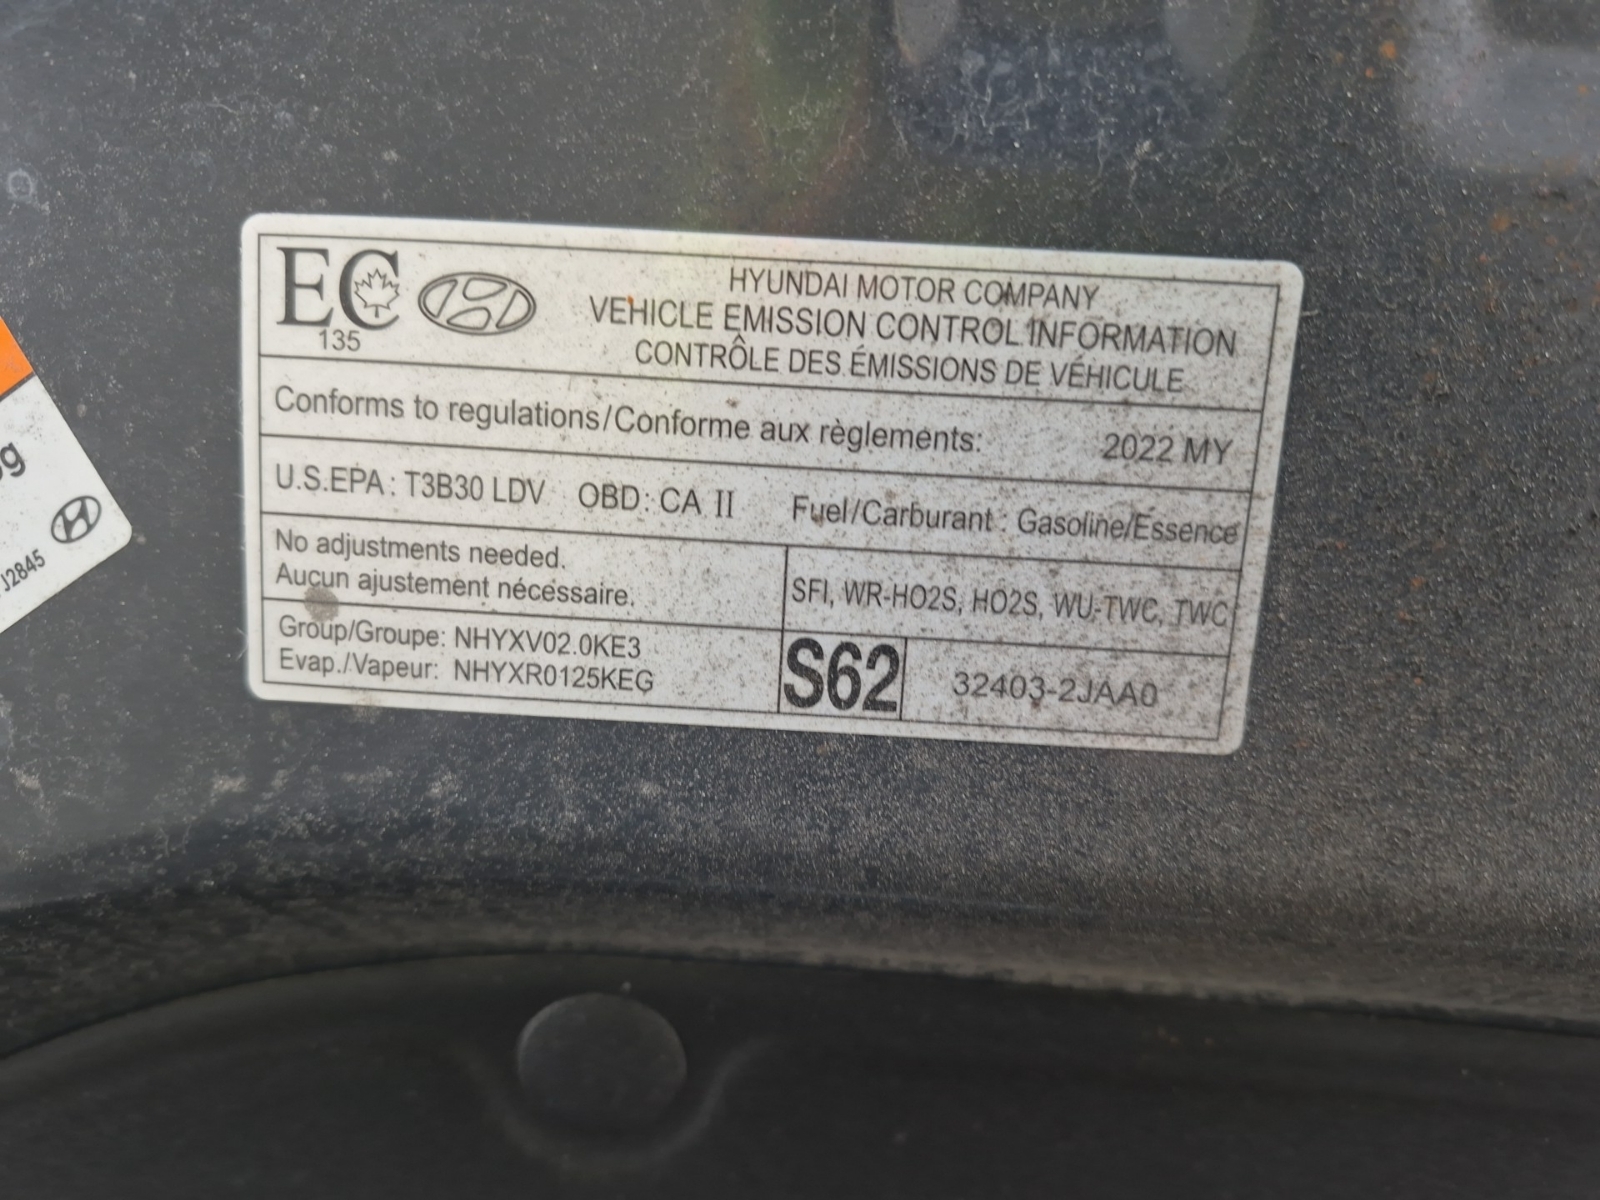 EC
135
HYUNDAI MOTOR COMPANY
VEHICLE EMISSION CONTROL INFORMATION
CONTRÔLE DES ÉMISSIONS DE VÉHICULE
Conforms to regulations/Conforme aux règlements: 2022 MY
U.S.EPA: T3B30 LDV OBD: CA II Fuel/Carburant : Gasoline/Essence
No adjustments needed.
Aucun ajustement nécessaire.
SFI, WR-HO2S, HO2S, WU-TWC, TWC
Group/Groupe: NHYXV02.0KE3
Evap./Vapeur: NHYXR0125KEG
S62
32403-2JAA0
J2845